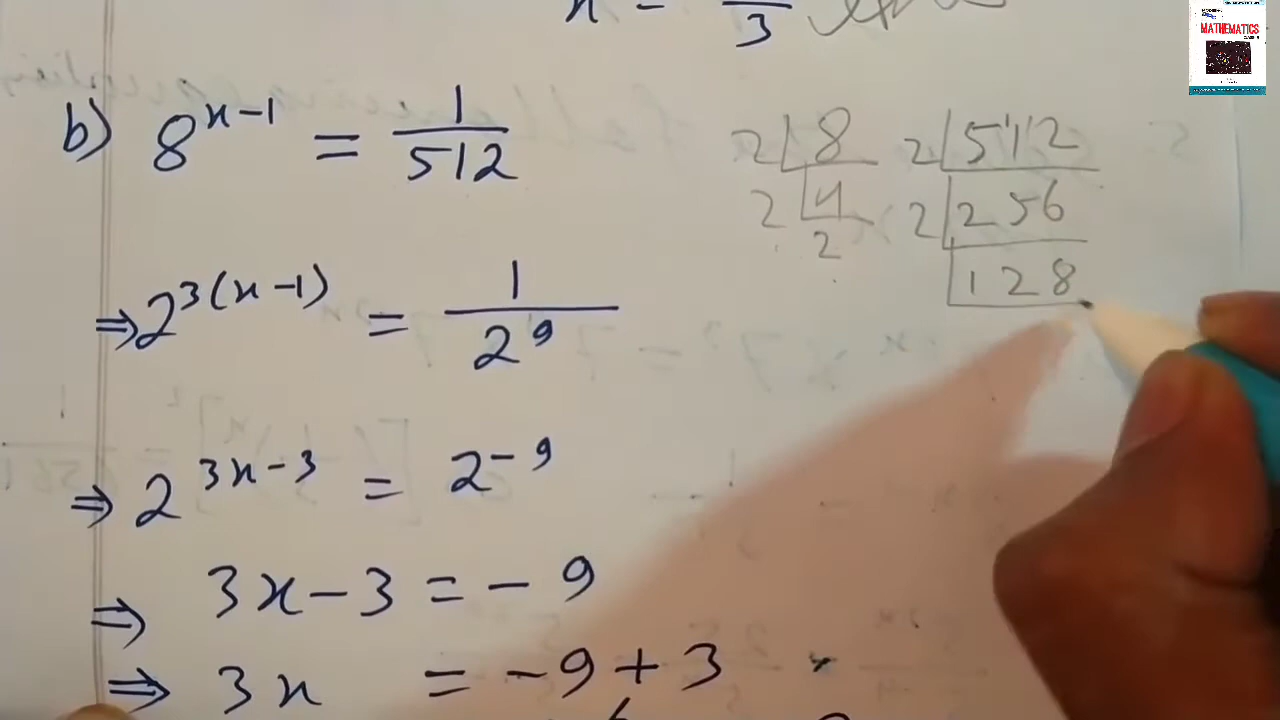 3
b) 8^{x-1} = 1/512
⇒ 2^{3(x-1)} = 1/2^9
⇒ 2^{3x-3} = 2^{-9}
⇒ 3x-3 = -9
⇒ 3x = -9+3
2 8
2 4
2
2 512
2 256
128
MATHEMATICS